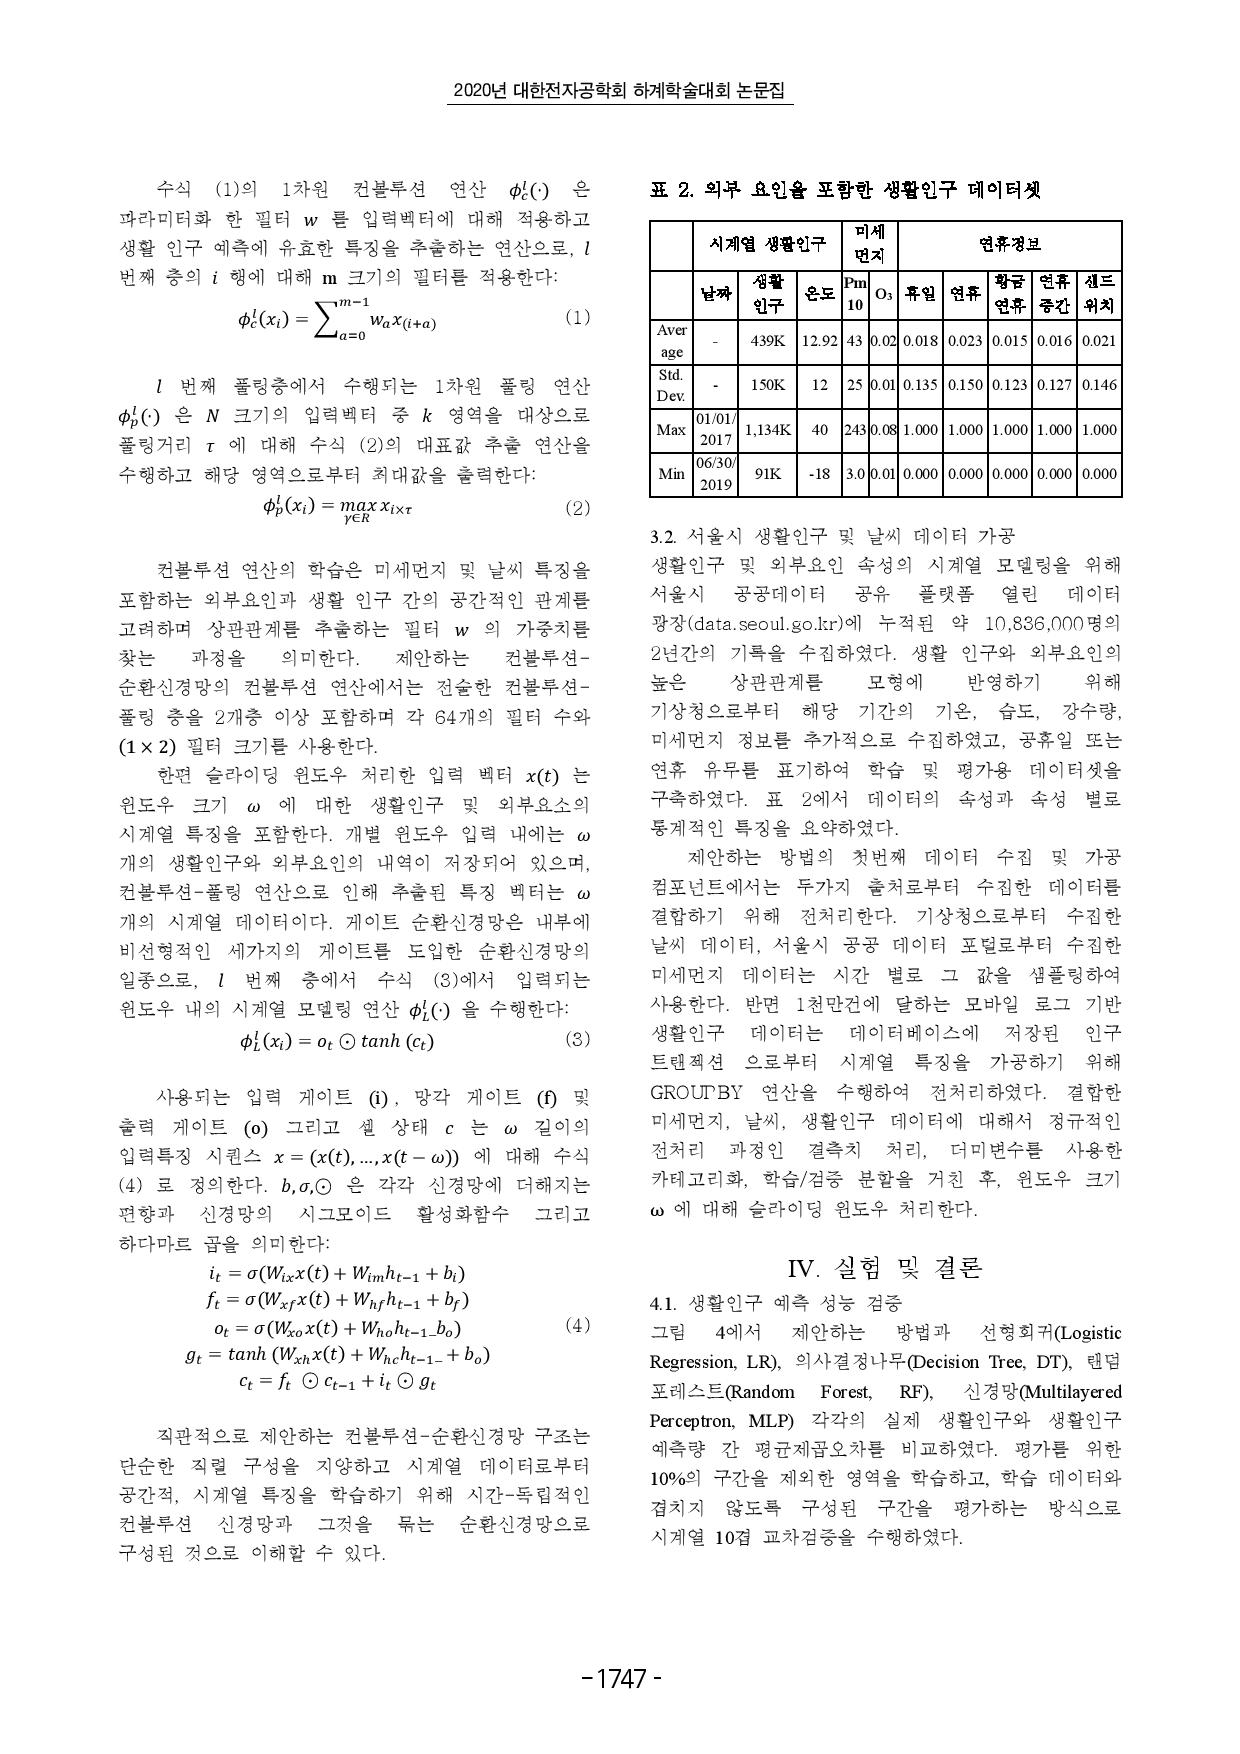 2020년 대한전자공학회 하계학술대회 논문집
수식 (1)의 1차원 컨볼루션 연산 𝜙ₗc(·) 은
파라미터화 한 필터 w 를 입력벡터에 대해 적용하고
생활 인구 예측에 유효한 특징을 추출하는 연산으로, l
번째 층의 i 행에 대해 m 크기의 필터를 적용한다:
ϕ_c^l(x_i) = ∑_{a=0}^{m−1} w_a x_(i+a) (1)
l 번째 풀링층에서 수행되는 1차원 풀링 연산
ϕ_p^l(·) 은 N 크기의 입력벡터 중 k 영역을 대상으로
풀링거리 τ 에 대해 수식 (2)의 대표값 추출 연산을
수행하고 해당 영역으로부터 최대값을 출력한다:
ϕ_p^l(x_i) = max_{γ∈R} x_{i×τ} (2)
컨볼루션 연산의 학습은 미세먼지 및 날씨 특징을
포함하는 외부요인과 생활 인구 간의 공간적인 관계를
고려하며 상관관계를 추출하는 필터 w 의 가중치를
찾는 과정을 의미한다. 제안하는 컨볼루션-
순환신경망의 컨볼루션 연산에서는 전술한 컨볼루션-
풀링 층을 2개층 이상 포함하며 각 64개의 필터 수와
(1 × 2) 필터 크기를 사용한다.
한편 슬라이딩 윈도우 처리한 입력 벡터 x(t) 는
윈도우 크기 ω 에 대한 생활인구 및 외부요소의
시계열 특징을 포함한다. 개별 윈도우 입력 내에는 ω
개의 생활인구와 외부요인의 내역이 저장되어 있으며,
컨볼루션-풀링 연산으로 인해 추출된 특징 벡터는 ω
개의 시계열 데이터이다. 게이트 순환신경망은 내부에
비선형적인 세가지의 게이트를 도입한 순환신경망의
일종으로, l 번째 층에서 수식 (3)에서 입력되는
윈도우 내의 시계열 모델링 연산 ϕ_L^l(·) 을 수행한다:
ϕ_L^l(x_i) = o_t ⊙ tanh (c_t) (3)
사용되는 입력 게이트 (i) , 망각 게이트 (f) 및
출력 게이트 (o) 그리고 셀 상태 c 는 ω 길이의
입력특징 시퀀스 x = (x(t), ..., x(t − ω)) 에 대해 수식
(4) 로 정의한다. b, σ,⊙ 은 각각 신경망에 더해지는
편향과 신경망의 시그모이드 활성화함수 그리고
하다마르 곱을 의미한다:
i_t = σ(W_ix x(t) + W_im h_{t−1} + b_i)
f_t = σ(W_xf x(t) + W_hf h_{t−1} + b_f)
o_t = σ(W_xo x(t) + W_ho h_{t−1_}b_o) (4)
g_t = tanh (W_xh x(t) + W_hc h_{t−1_} + b_o)
c_t = f_t ⊙ c_{t−1} + i_t ⊙ g_t
직관적으로 제안하는 컨볼루션-순환신경망 구조는
단순한 직렬 구성을 지양하고 시계열 데이터로부터
공간적, 시계열 특징을 학습하기 위해 시간-독립적인
컨볼루션 신경망과 그것을 묶는 순환신경망으로
구성된 것으로 이해할 수 있다.
표 2. 외부 요인을 포함한 생활인구 데이터셋
시계열 생활인구 미세먼지 연휴정보
날짜 생활인구 온도 Pm10 O₃ 휴일 연휴 황금연휴 연휴중간 샌드위치
Average - 439K 12.92 43 0.02 0.018 0.023 0.015 0.016 0.021
Std. Dev. - 150K 12 25 0.01 0.135 0.150 0.123 0.127 0.146
Max 01/01/2017 1,134K 40 243 0.08 1.000 1.000 1.000 1.000 1.000
Min 06/30/2019 91K -18 3.0 0.01 0.000 0.000 0.000 0.000 0.000
3.2. 서울시 생활인구 및 날씨 데이터 가공
생활인구 및 외부요인 속성의 시계열 모델링을 위해
서울시 공공데이터 공유 플랫폼 열린 데이터
광장(data.seoul.go.kr)에 누적된 약 10,836,000명의
2년간의 기록을 수집하였다. 생활 인구와 외부요인의
높은 상관관계를 모형에 반영하기 위해
기상청으로부터 해당 기간의 기온, 습도, 강수량,
미세먼지 정보를 추가적으로 수집하였고, 공휴일 또는
연휴 유무를 표기하여 학습 및 평가용 데이터셋을
구축하였다. 표 2에서 데이터의 속성과 속성 별로
통계적인 특징을 요약하였다.
제안하는 방법의 첫번째 데이터 수집 및 가공
컴포넌트에서는 두가지 출처로부터 수집한 데이터를
결합하기 위해 전처리한다. 기상청으로부터 수집한
날씨 데이터, 서울시 공공 데이터 포털로부터 수집한
미세먼지 데이터는 시간 별로 그 값을 샘플링하여
사용한다. 반면 1천만건에 달하는 모바일 로그 기반
생활인구 데이터는 데이터베이스에 저장된 인구
트랜젝션 으로부터 시계열 특징을 가공하기 위해
GROUPBY 연산을 수행하여 전처리하였다. 결합한
미세먼지, 날씨, 생활인구 데이터에 대해서 정규적인
전처리 과정인 결측치 처리, 더미변수를 사용한
카테고리화, 학습/검증 분할을 거친 후, 윈도우 크기
ω 에 대해 슬라이딩 윈도우 처리한다.
IV. 실험 및 결론
4.1. 생활인구 예측 성능 검증
그림 4에서 제안하는 방법과 선형회귀(Logistic
Regression, LR), 의사결정나무(Decision Tree, DT), 랜덤
포레스트(Random Forest, RF), 신경망(Multilayered
Perceptron, MLP) 각각의 실제 생활인구와 생활인구
예측량 간 평균제곱오차를 비교하였다. 평가를 위한
10%의 구간을 제외한 영역을 학습하고, 학습 데이터와
겹치지 않도록 구성된 구간을 평가하는 방식으로
시계열 10겹 교차검증을 수행하였다.
-1747-